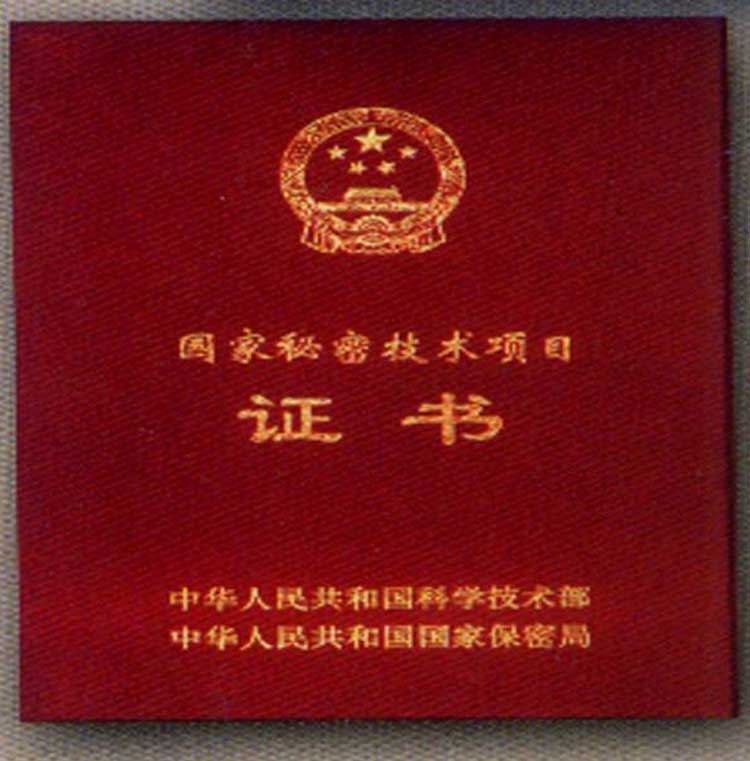 国家秘密技术项目
证书
中华人民共和国科学技术部
中华人民共和国国家保密局